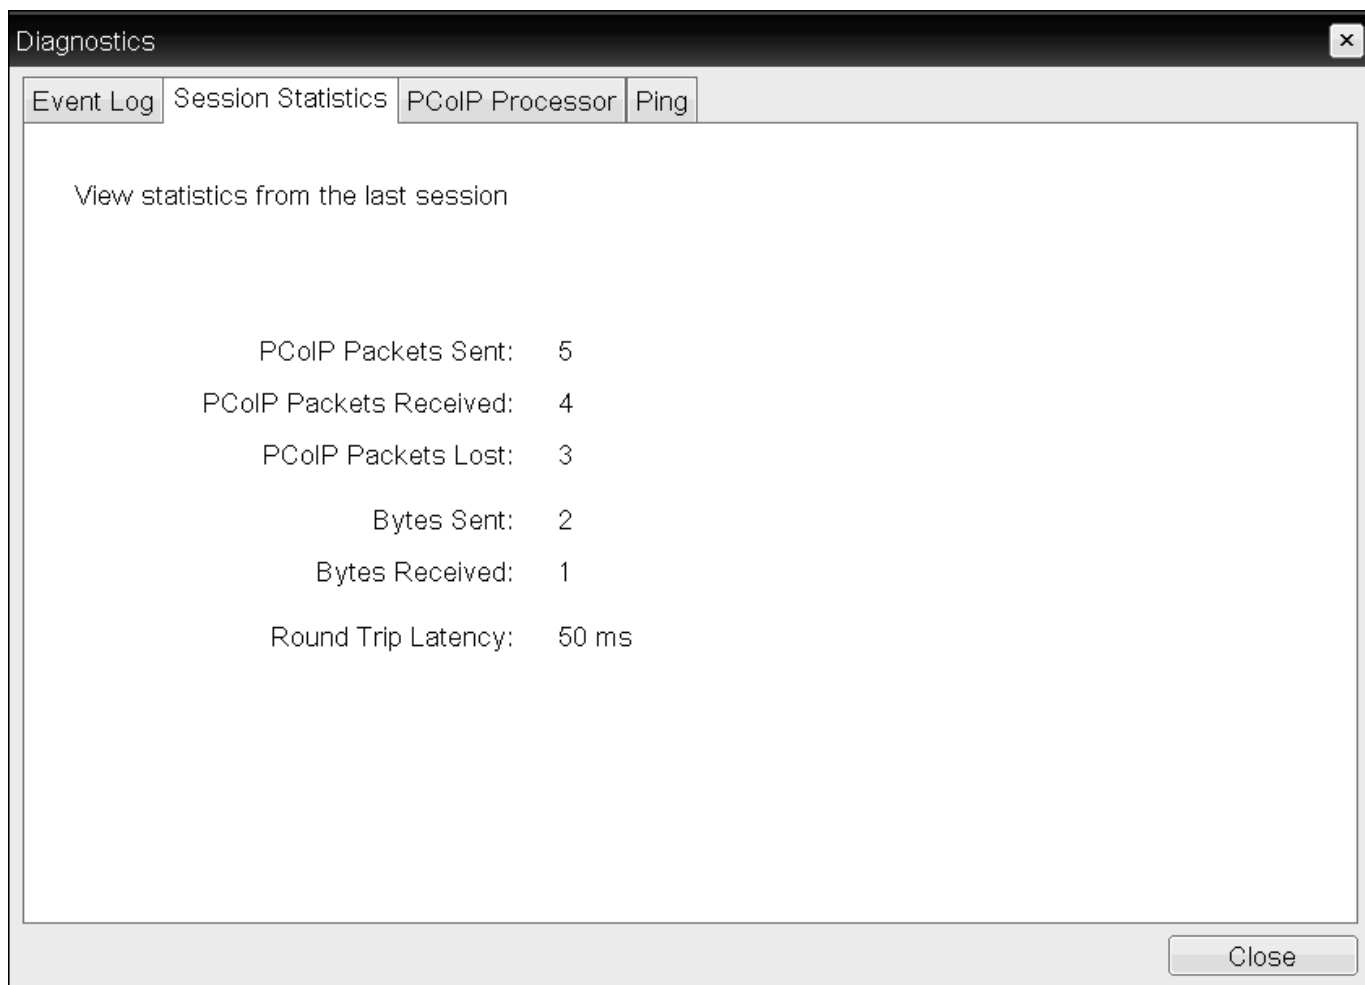 Diagnostics
Event Log Session Statistics PCoIP Processor Ping
View statistics from the last session
PCoIP Packets Sent: 5
PCoIP Packets Received: 4
PCoIP Packets Lost: 3
Bytes Sent: 2
Bytes Received: 1
Round Trip Latency: 50 ms
Close